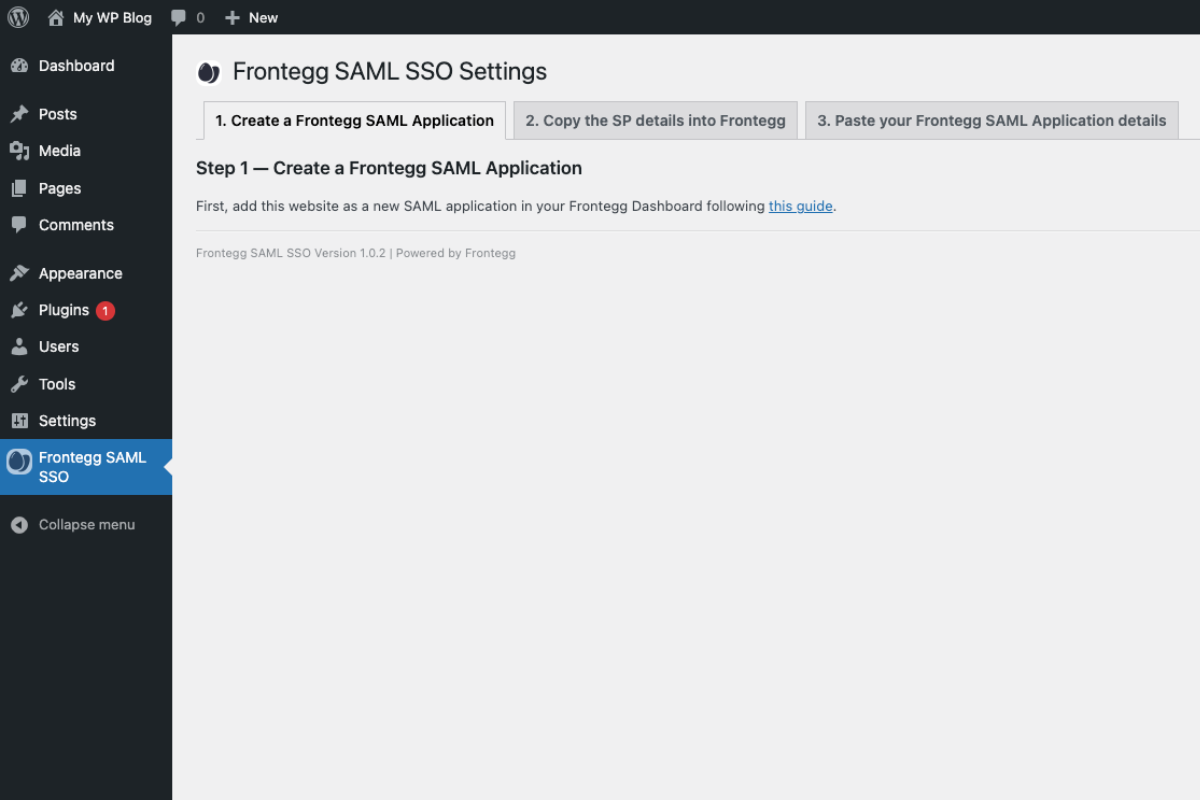 My WP Blog 0 New
Dashboard
Posts
Media
Pages
Comments
Appearance
Plugins 1
Users
Tools
Settings
Frontegg SAML
SSO
Collapse menu
Frontegg SAML SSO Settings
1. Create a Frontegg SAML Application 2. Copy the SP details into Frontegg 3. Paste your Frontegg SAML Application details
Step 1 — Create a Frontegg SAML Application
First, add this website as a new SAML application in your Frontegg Dashboard following this guide.
Frontegg SAML SSO Version 1.0.2 | Powered by Frontegg